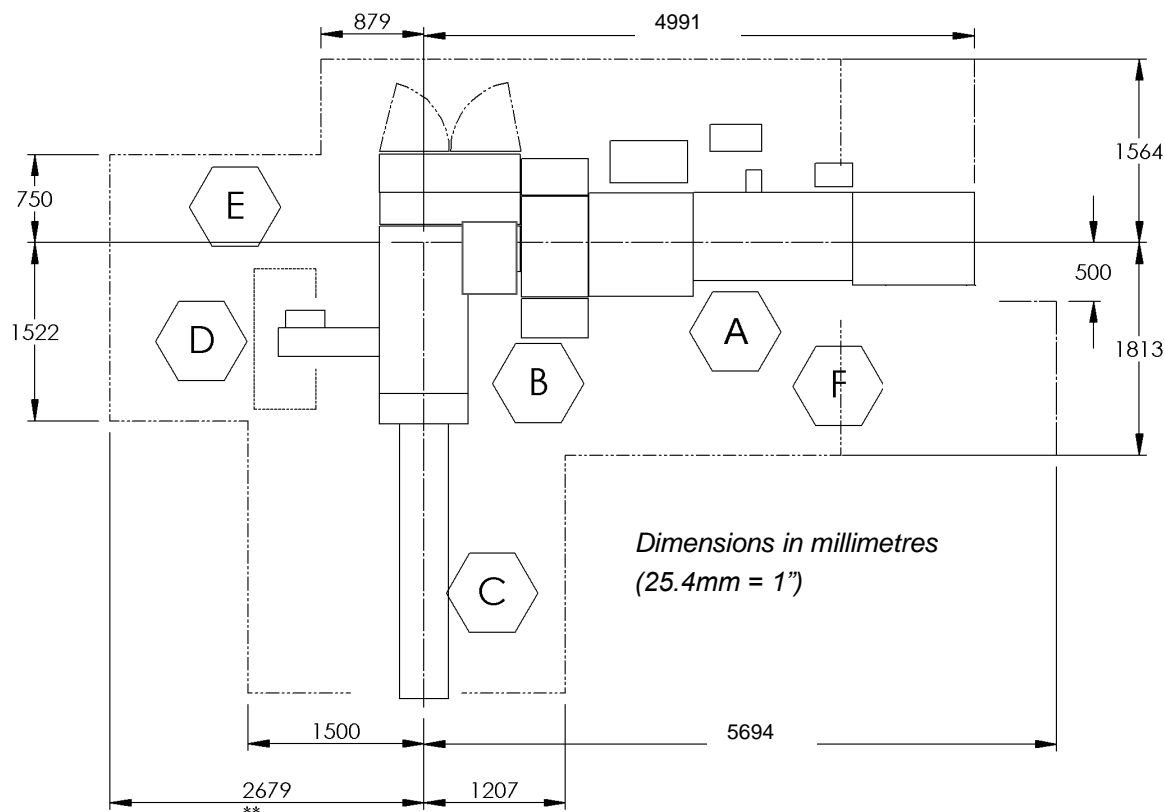 879
4991
750
E
1564
500
1522
D
A
1813
B
F
Dimensions in millimetres
(25.4mm = 1”)
C
1500
5694
2679
1207
**